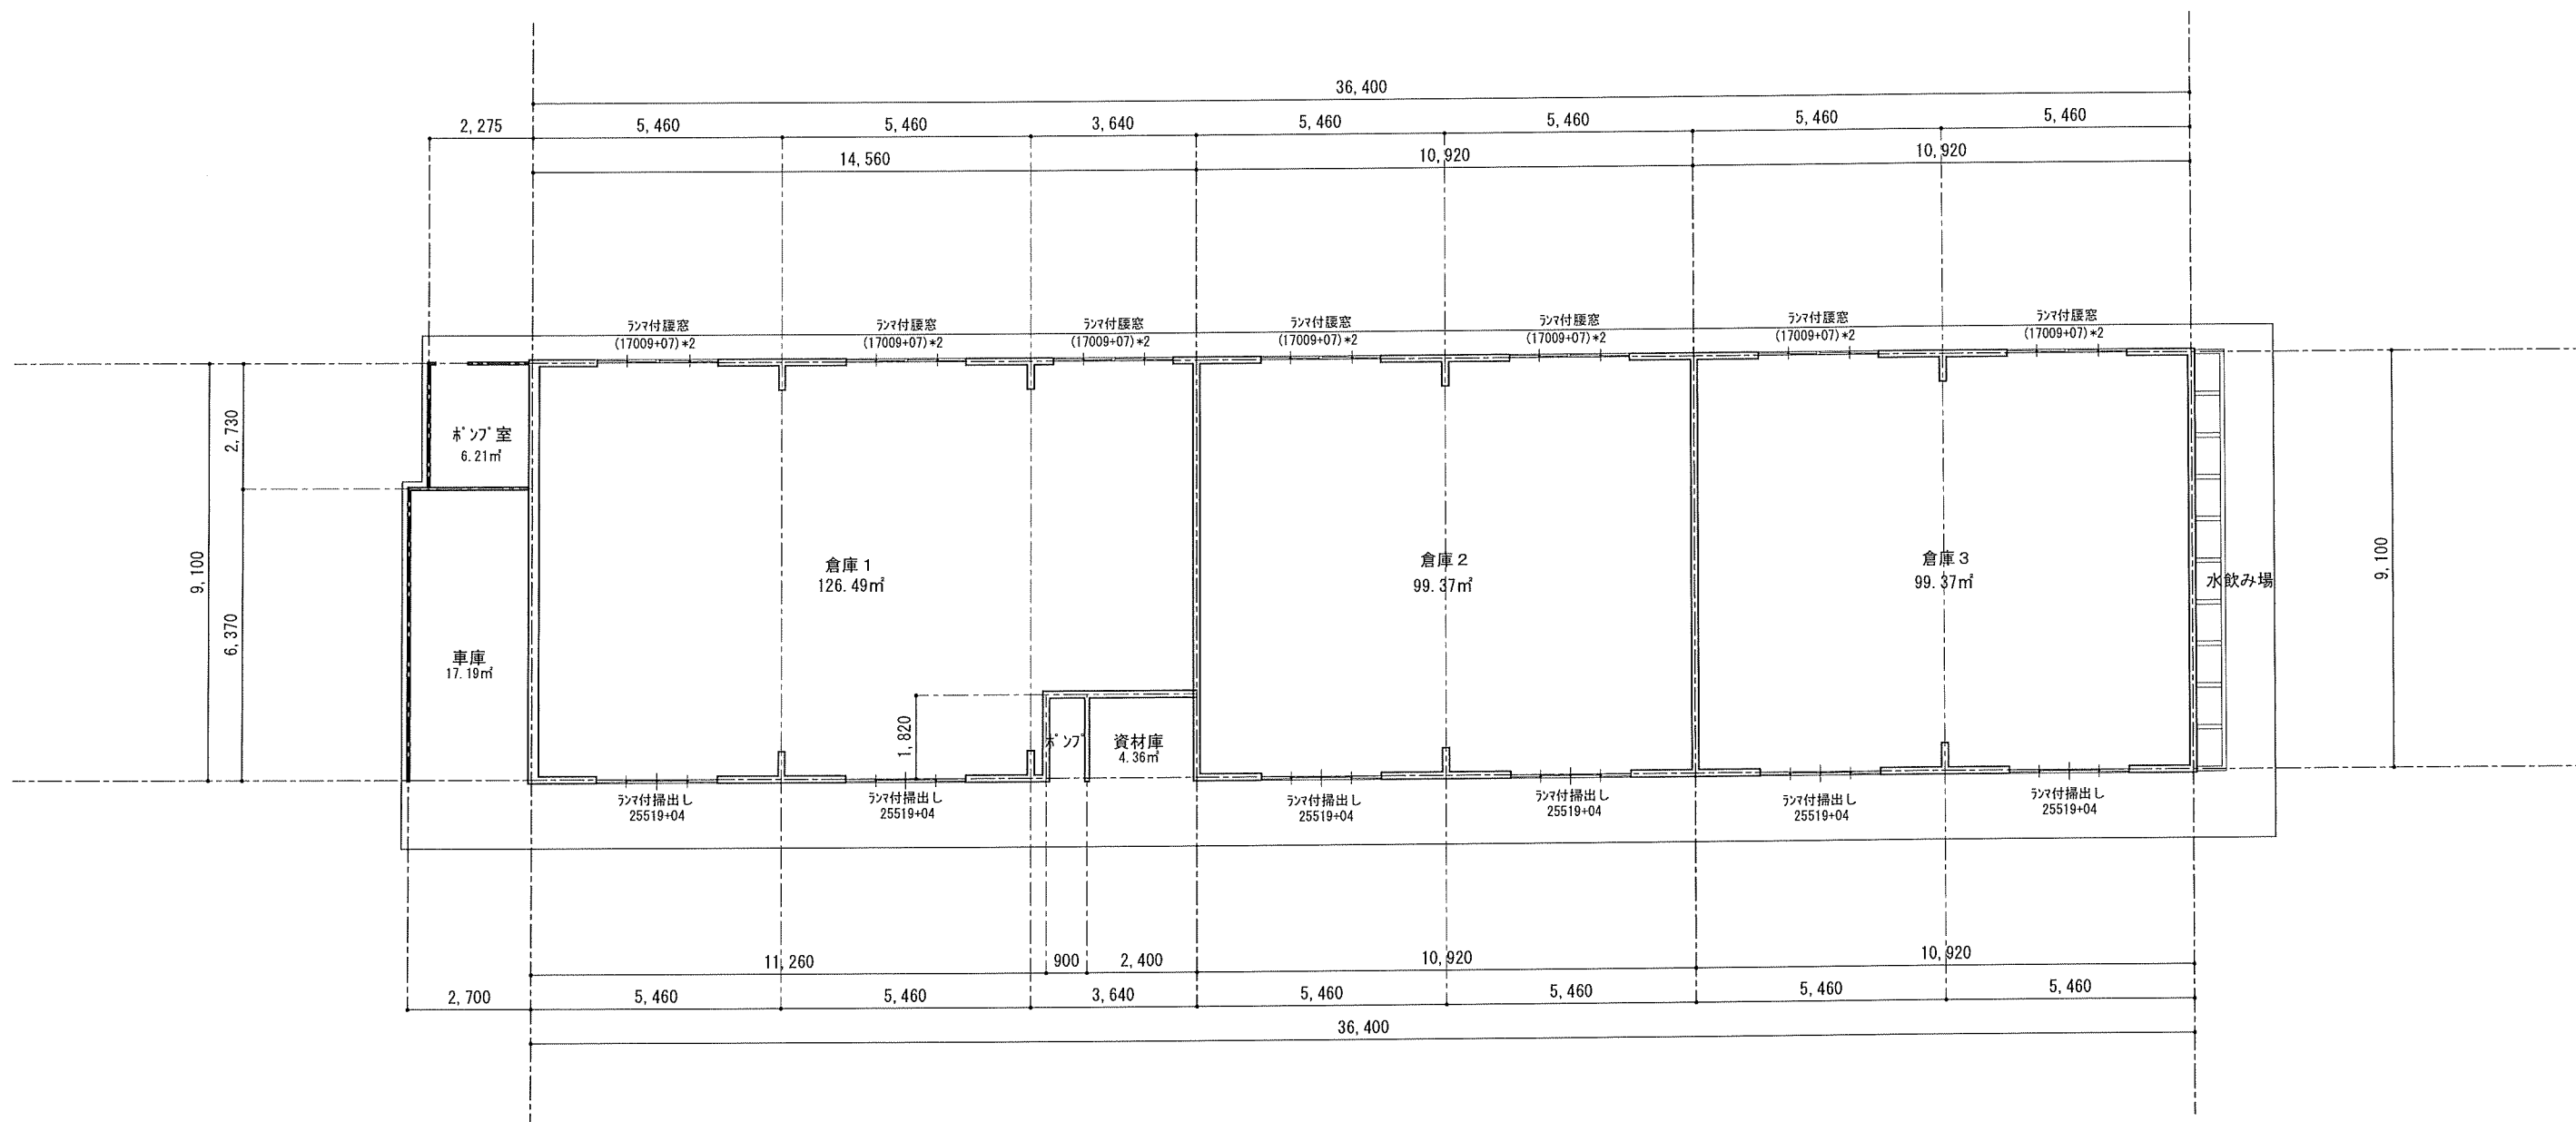 36,400
2,275
5,460
5,460
3,640
5,460
5,460
5,460
5,460
14,560
10,920
10,920
ﾗﾝﾏ付腰窓
(17009+07)*2
ﾗﾝﾏ付腰窓
(17009+07)*2
ﾗﾝﾏ付腰窓
(17009+07)*2
ﾗﾝﾏ付腰窓
(17009+07)*2
ﾗﾝﾏ付腰窓
(17009+07)*2
ﾗﾝﾏ付腰窓
(17009+07)*2
ﾗﾝﾏ付腰窓
(17009+07)*2
2,730
9,100
6,370
ﾎﾟﾝﾌﾟ室
6.21㎡
車庫
17.19㎡
倉庫１
126.49㎡
1,820
ﾎﾟﾝﾌﾟ
資材庫
4.36㎡
倉庫２
99.37㎡
倉庫３
99.37㎡
水飲み場
9,100
ﾗﾝﾏ付掃出し
25519+04
ﾗﾝﾏ付掃出し
25519+04
ﾗﾝﾏ付掃出し
25519+04
ﾗﾝﾏ付掃出し
25519+04
ﾗﾝﾏ付掃出し
25519+04
ﾗﾝﾏ付掃出し
25519+04
11,260
900
2,400
10,920
10,920
2,700
5,460
5,460
3,640
5,460
5,460
5,460
5,460
36,400